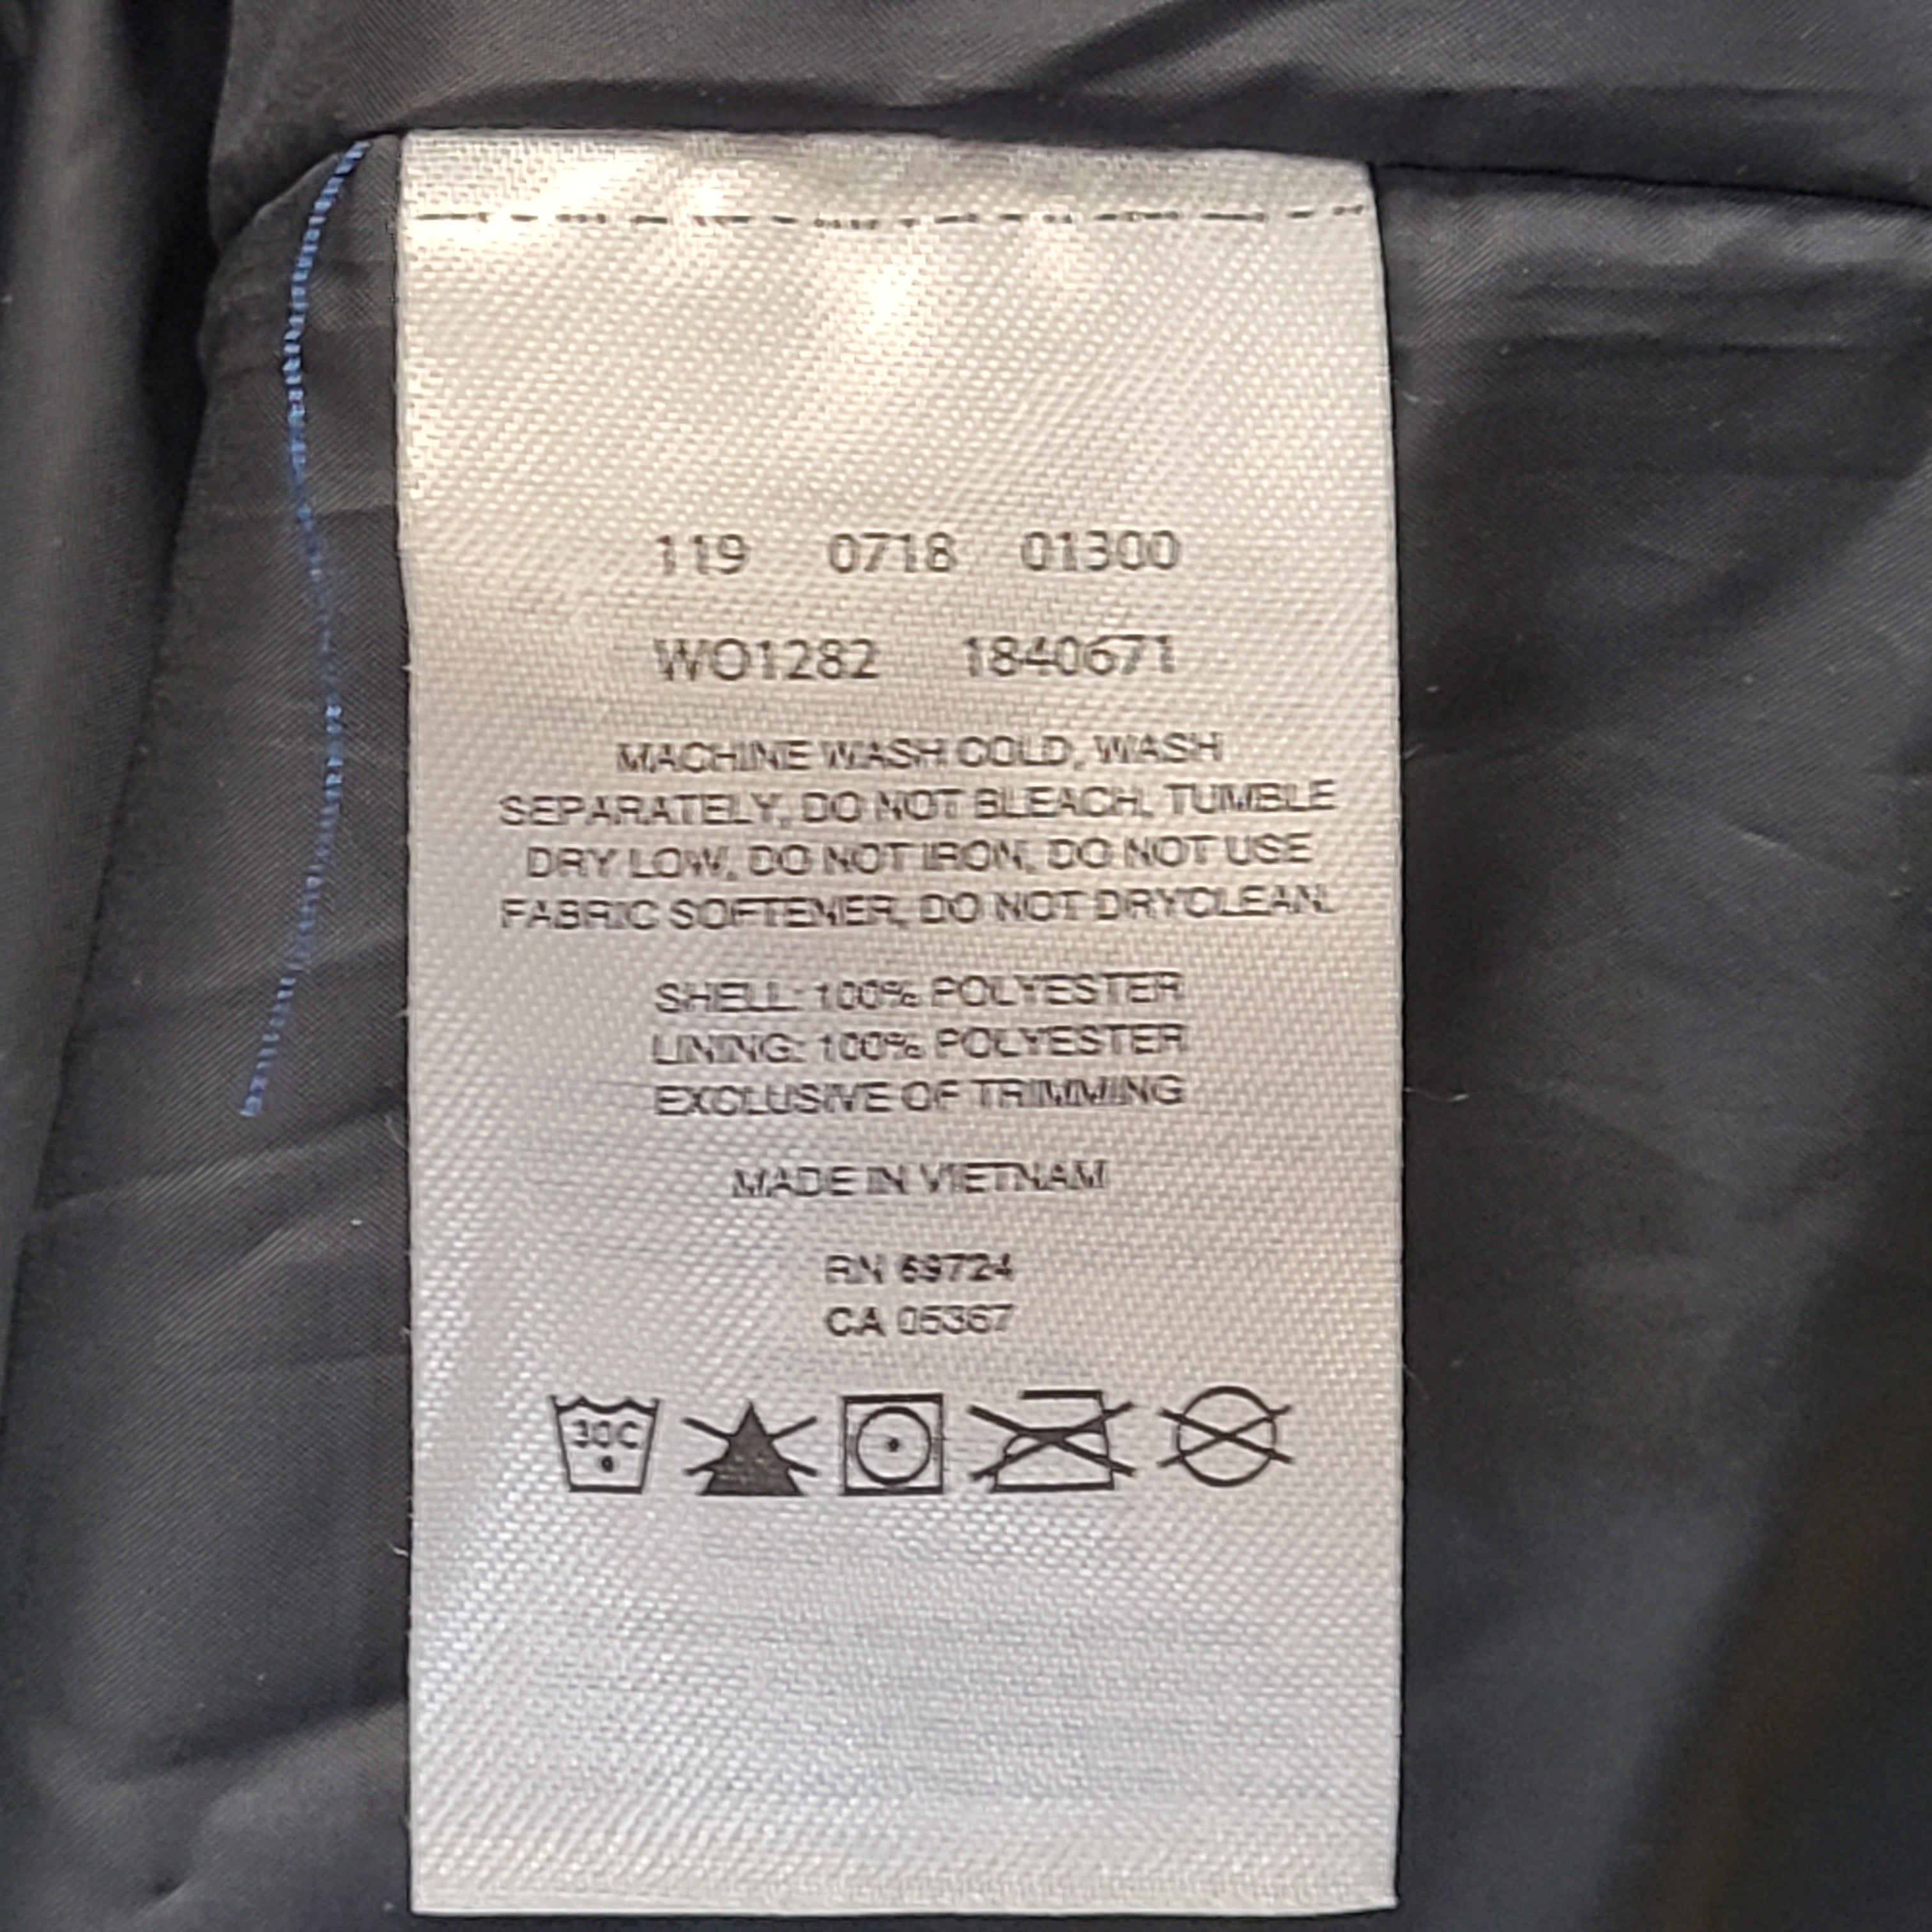 119 0718 01300
WO1282 1840671
MACHINE WASH COLD, WASH
SEPARATELY, DO NOT BLEACH, TUMBLE
DRY LOW, DO NOT IRON, DO NOT USE
FABRIC SOFTENER, DO NOT DRYCLEAN.
SHELL: 100% POLYESTER
LINING: 100% POLYESTER
EXCLUSIVE OF TRIMMING
MADE IN VIETNAM
RN 69724
CA 05367
30C